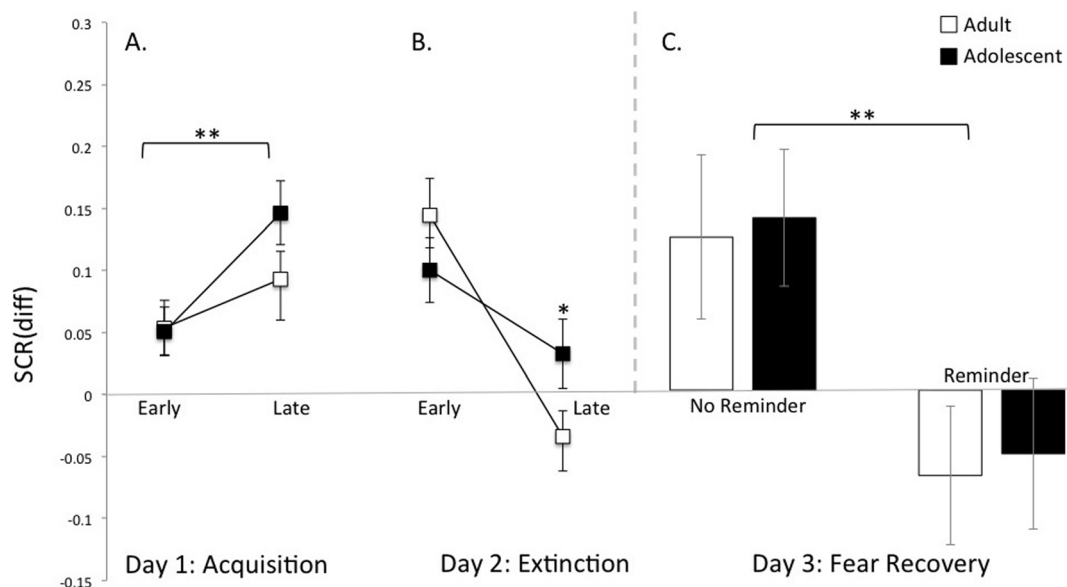 A.
B.
C.
Adult
Adolescent
0.3
0.25
0.2
0.15
0.1
0.05
0
-0.05
-0.1
-0.15
SCR(diff)
**
*
**
Early
Late
Early
Late
No Reminder
Reminder
Day 1: Acquisition
Day 2: Extinction
Day 3: Fear Recovery